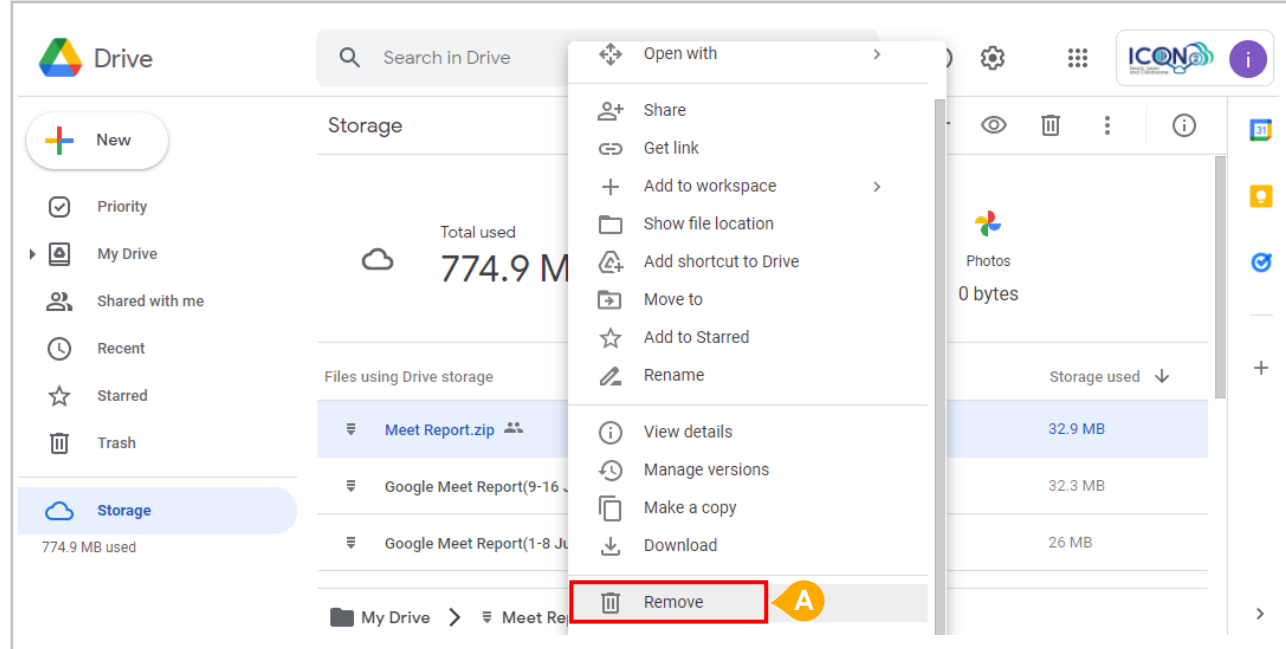 Drive
Search in Drive
ICON2
i
New
Priority
My Drive
Shared with me
Recent
Starred
Trash
Storage
774.9 MB used
Storage
Total used
774.9 M
Photos
0 bytes
Files using Drive storage
Storage used
Meet Report.zip
32.9 MB
Google Meet Report(9-16 J
32.3 MB
Google Meet Report(1-8 Ju
26 MB
My Drive
Meet Re
Open with
Share
Get link
Add to workspace
Show file location
Add shortcut to Drive
Move to
Add to Starred
Rename
View details
Manage versions
Make a copy
Download
Remove
A
31